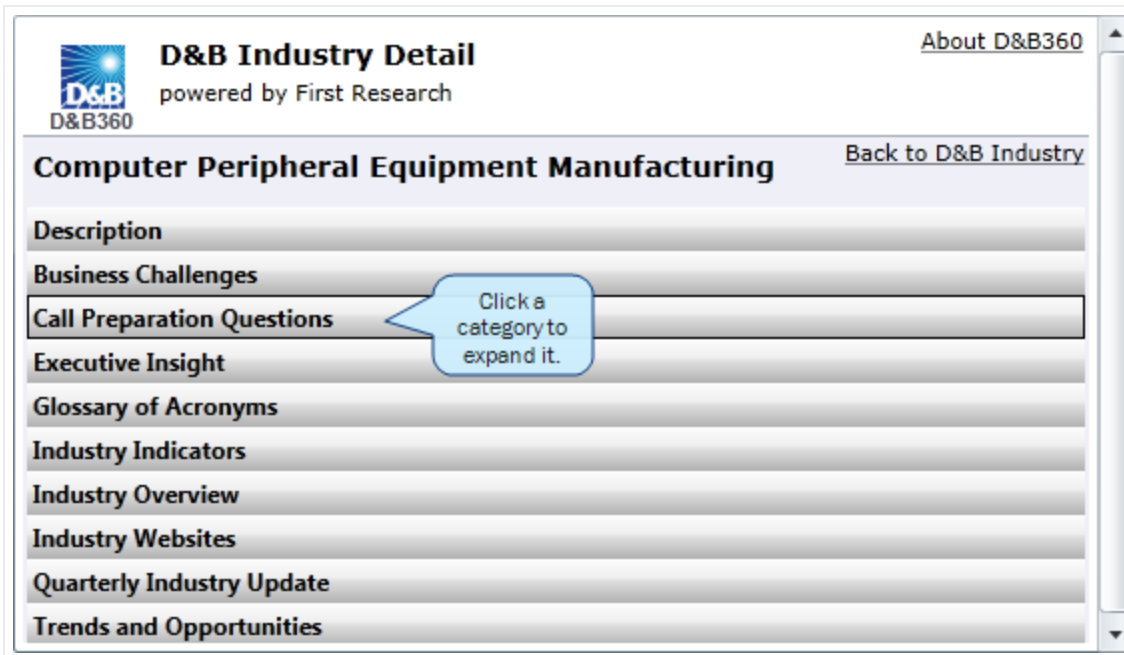 D&B Industry Detail
About D&B360
powered by First Research
D&B
D&B360
Computer Peripheral Equipment Manufacturing
Back to D&B Industry
Description
Business Challenges
Call Preparation Questions
Click a
category to
expand it.
Executive Insight
Glossary of Acronyms
Industry Indicators
Industry Overview
Industry Websites
Quarterly Industry Update
Trends and Opportunities